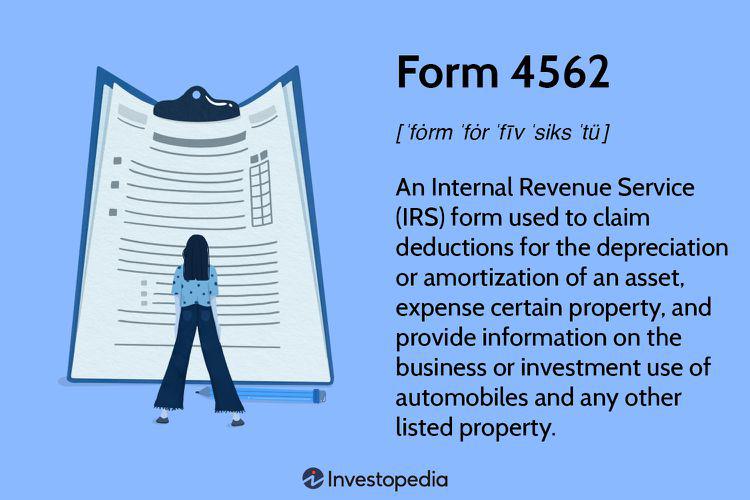 Form 4562
[ ˈfȯrm ˈfȯr ˈfīv ˈsiks ˈtü ]
An Internal Revenue Service
(IRS) form used to claim
deductions for the depreciation
or amortization of an asset,
expense certain property, and
provide information on the
business or investment use of
automobiles and any other
listed property.
Investopedia